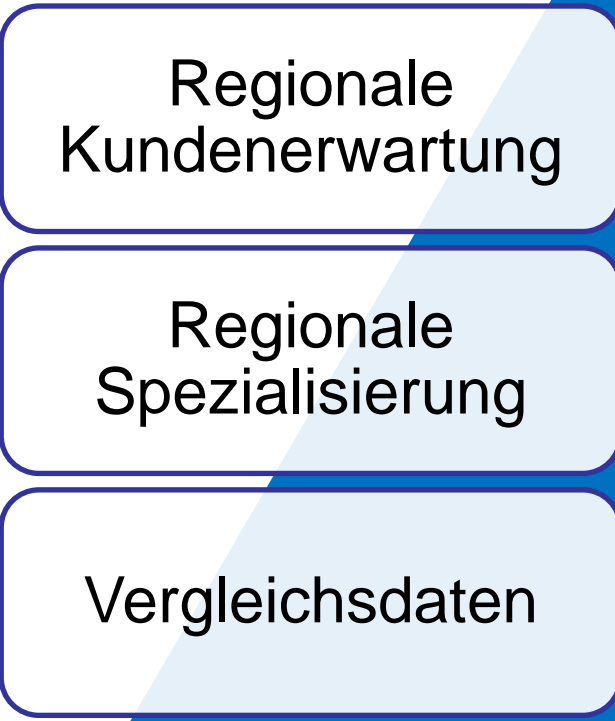 Regionale
Kundenerwartung
Regionale
Spezialisierung
Vergleichsdaten